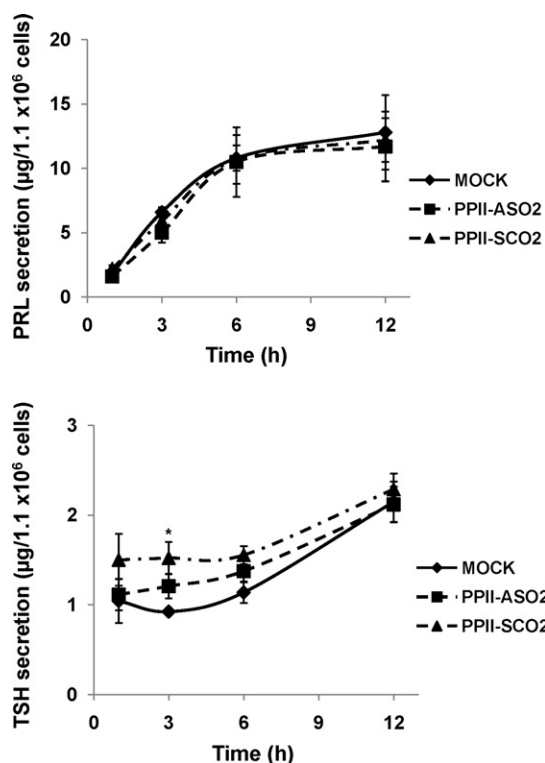 PRL secretion (µg/1.1 x10⁶ cells)
20
15
10
5
0
0 3 6 9 12
Time (h)
MOCK
PPII-ASO2
PPII-SCO2
TSH secretion (µg/1.1 x10⁶ cells)
3
2
1
0
*
0 3 6 9 12
Time (h)
MOCK
PPII-ASO2
PPII-SCO2